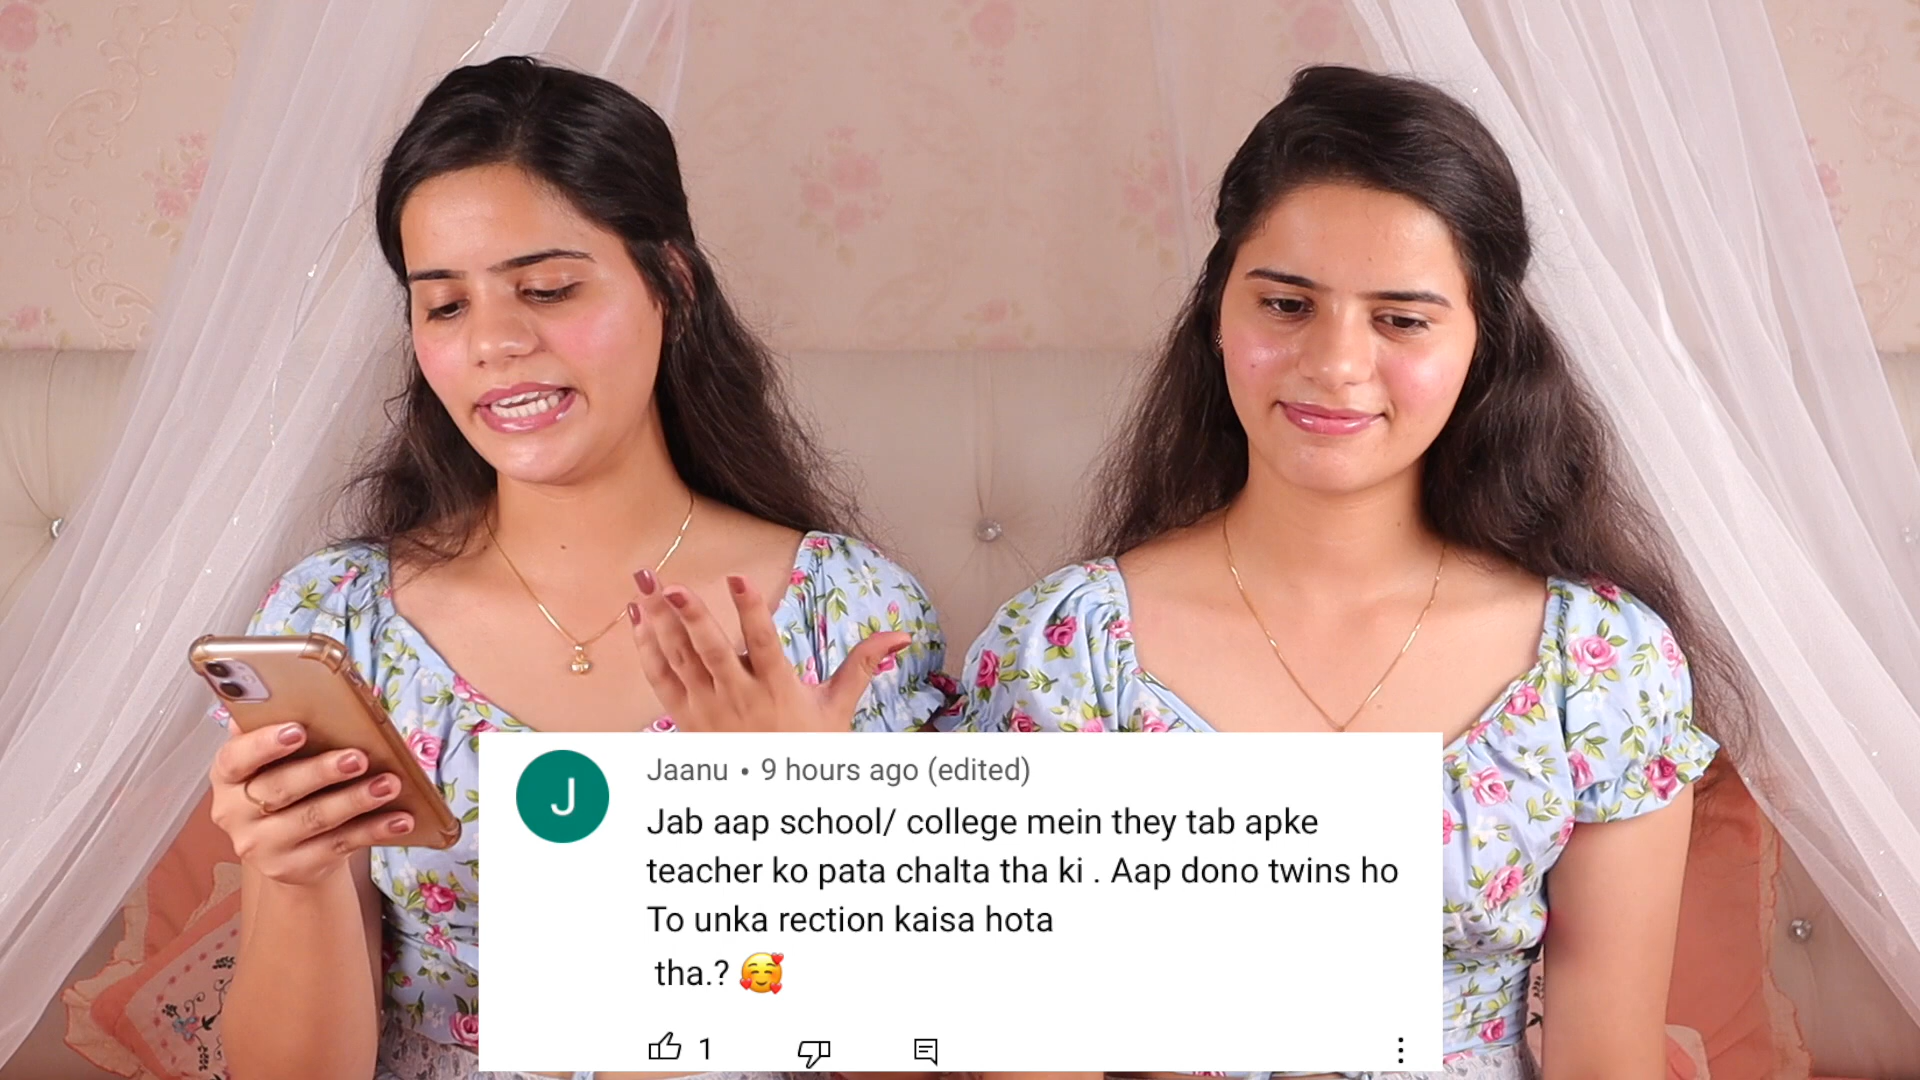 J
Jaanu • 9 hours ago (edited)
Jab aap school/ college mein they tab apke
teacher ko pata chalta tha ki . Aap dono twins ho
To unka rection kaisa hota
tha.? 🥰
1